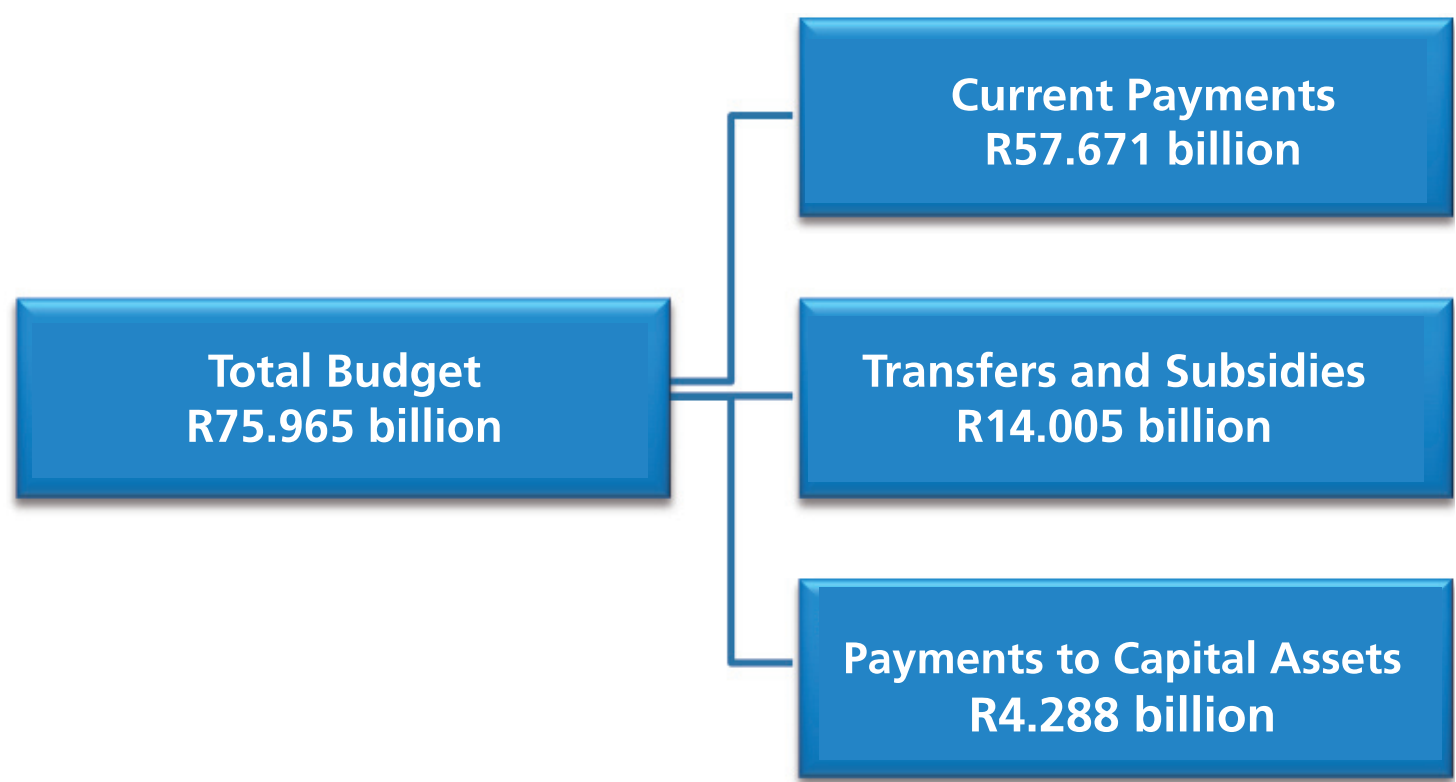 Current Payments
R57.671 billion
Total Budget
R75.965 billion
Transfers and Subsidies
R14.005 billion
Payments to Capital Assets
R4.288 billion